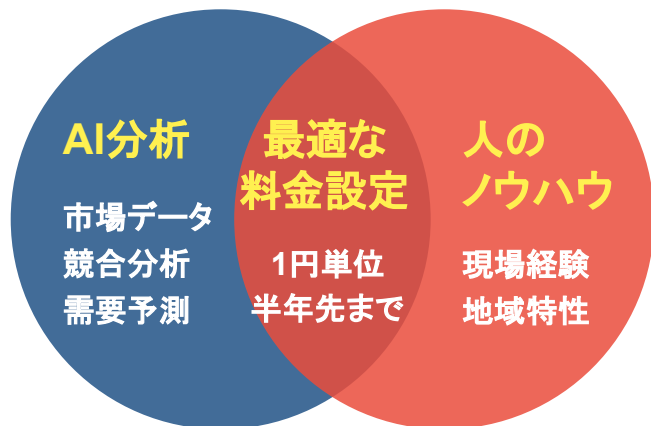 AI分析
市場データ
競合分析
需要予測
最適な
料金設定
1円単位
半年先まで
人の
ノウハウ
現場経験
地域特性